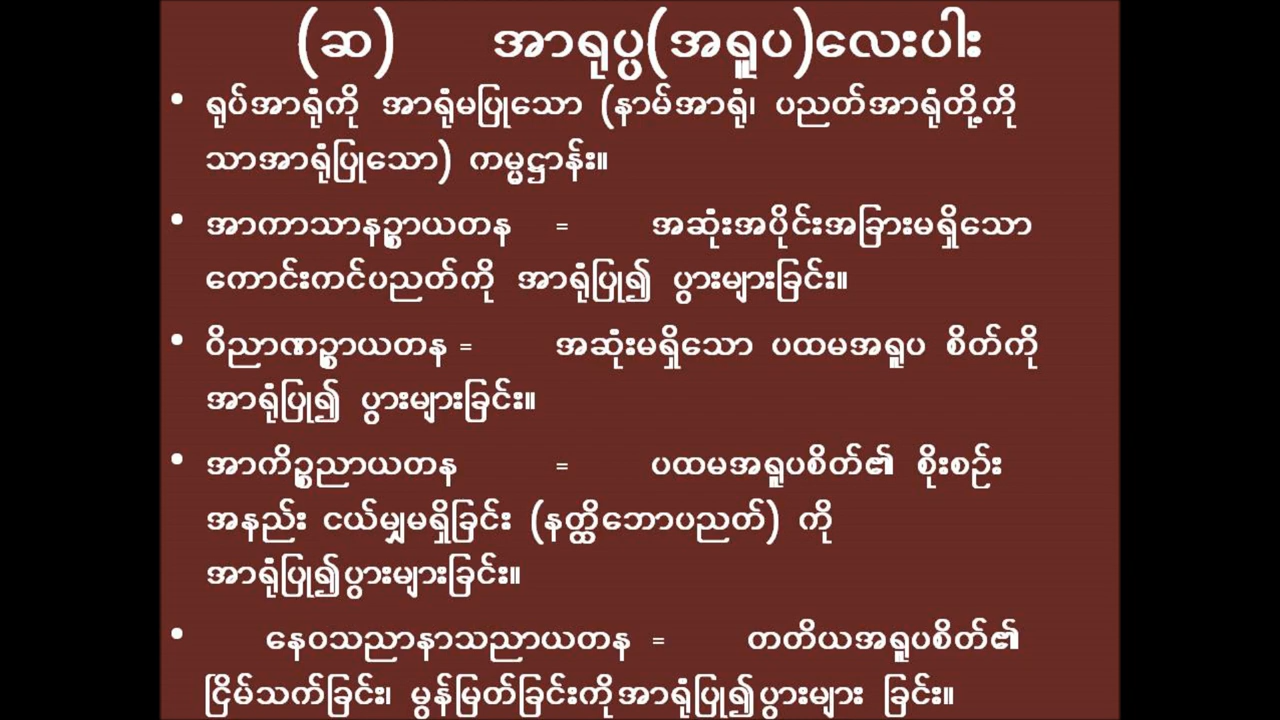 (ဆ) အာရုပ္ပ(အရူပ)လေးပါး
• ရုပ်အာရုံကို အာရုံမပြုသော (နာမ်အာရုံ၊ ပညတ်အာရုံတို့ကို
သာအာရုံပြုသော) ကမ္မဋ္ဌာန်း။
• အာကာသာနဉ္စာယတန = အဆုံးအပိုင်းအခြားမရှိသော
ကောင်းကင်ပညတ်ကို အာရုံပြု၍ ပွားများခြင်း။
• ဝိညာဏဉ္စာယတန = အဆုံးမရှိသော ပထမအရူပ စိတ်ကို
အာရုံပြု၍ ပွားများခြင်း။
• အာကိဉ္စညာယတန = ပထမအရူပစိတ်၏ စိုးစဉ်း
အနည်း ငယ်မျှမရှိခြင်း (နတ္ထိဘောပညတ်) ကို
အာရုံပြု၍ပွားများခြင်း။
• နေဝသညာနာသညာယတန = တတိယအရူပစိတ်၏
ငြိမ်သက်ခြင်း၊ မွန်မြတ်ခြင်းကိုအာရုံပြု၍ပွားများ ခြင်း။